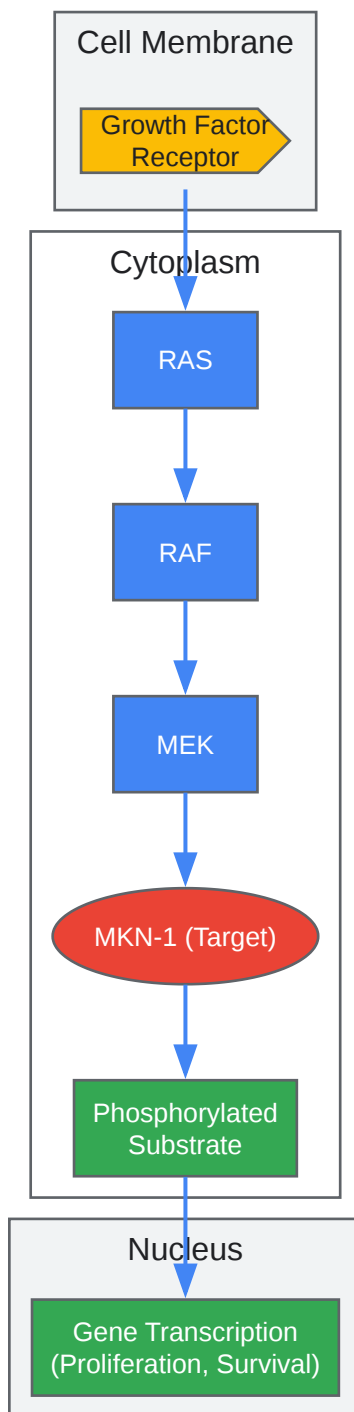 Cell Membrane
Growth Factor
Receptor
Cytoplasm
RAS
RAF
MEK
MKN-1 (Target)
Phosphorylated
Substrate
Nucleus
Gene Transcription
(Proliferation, Survival)